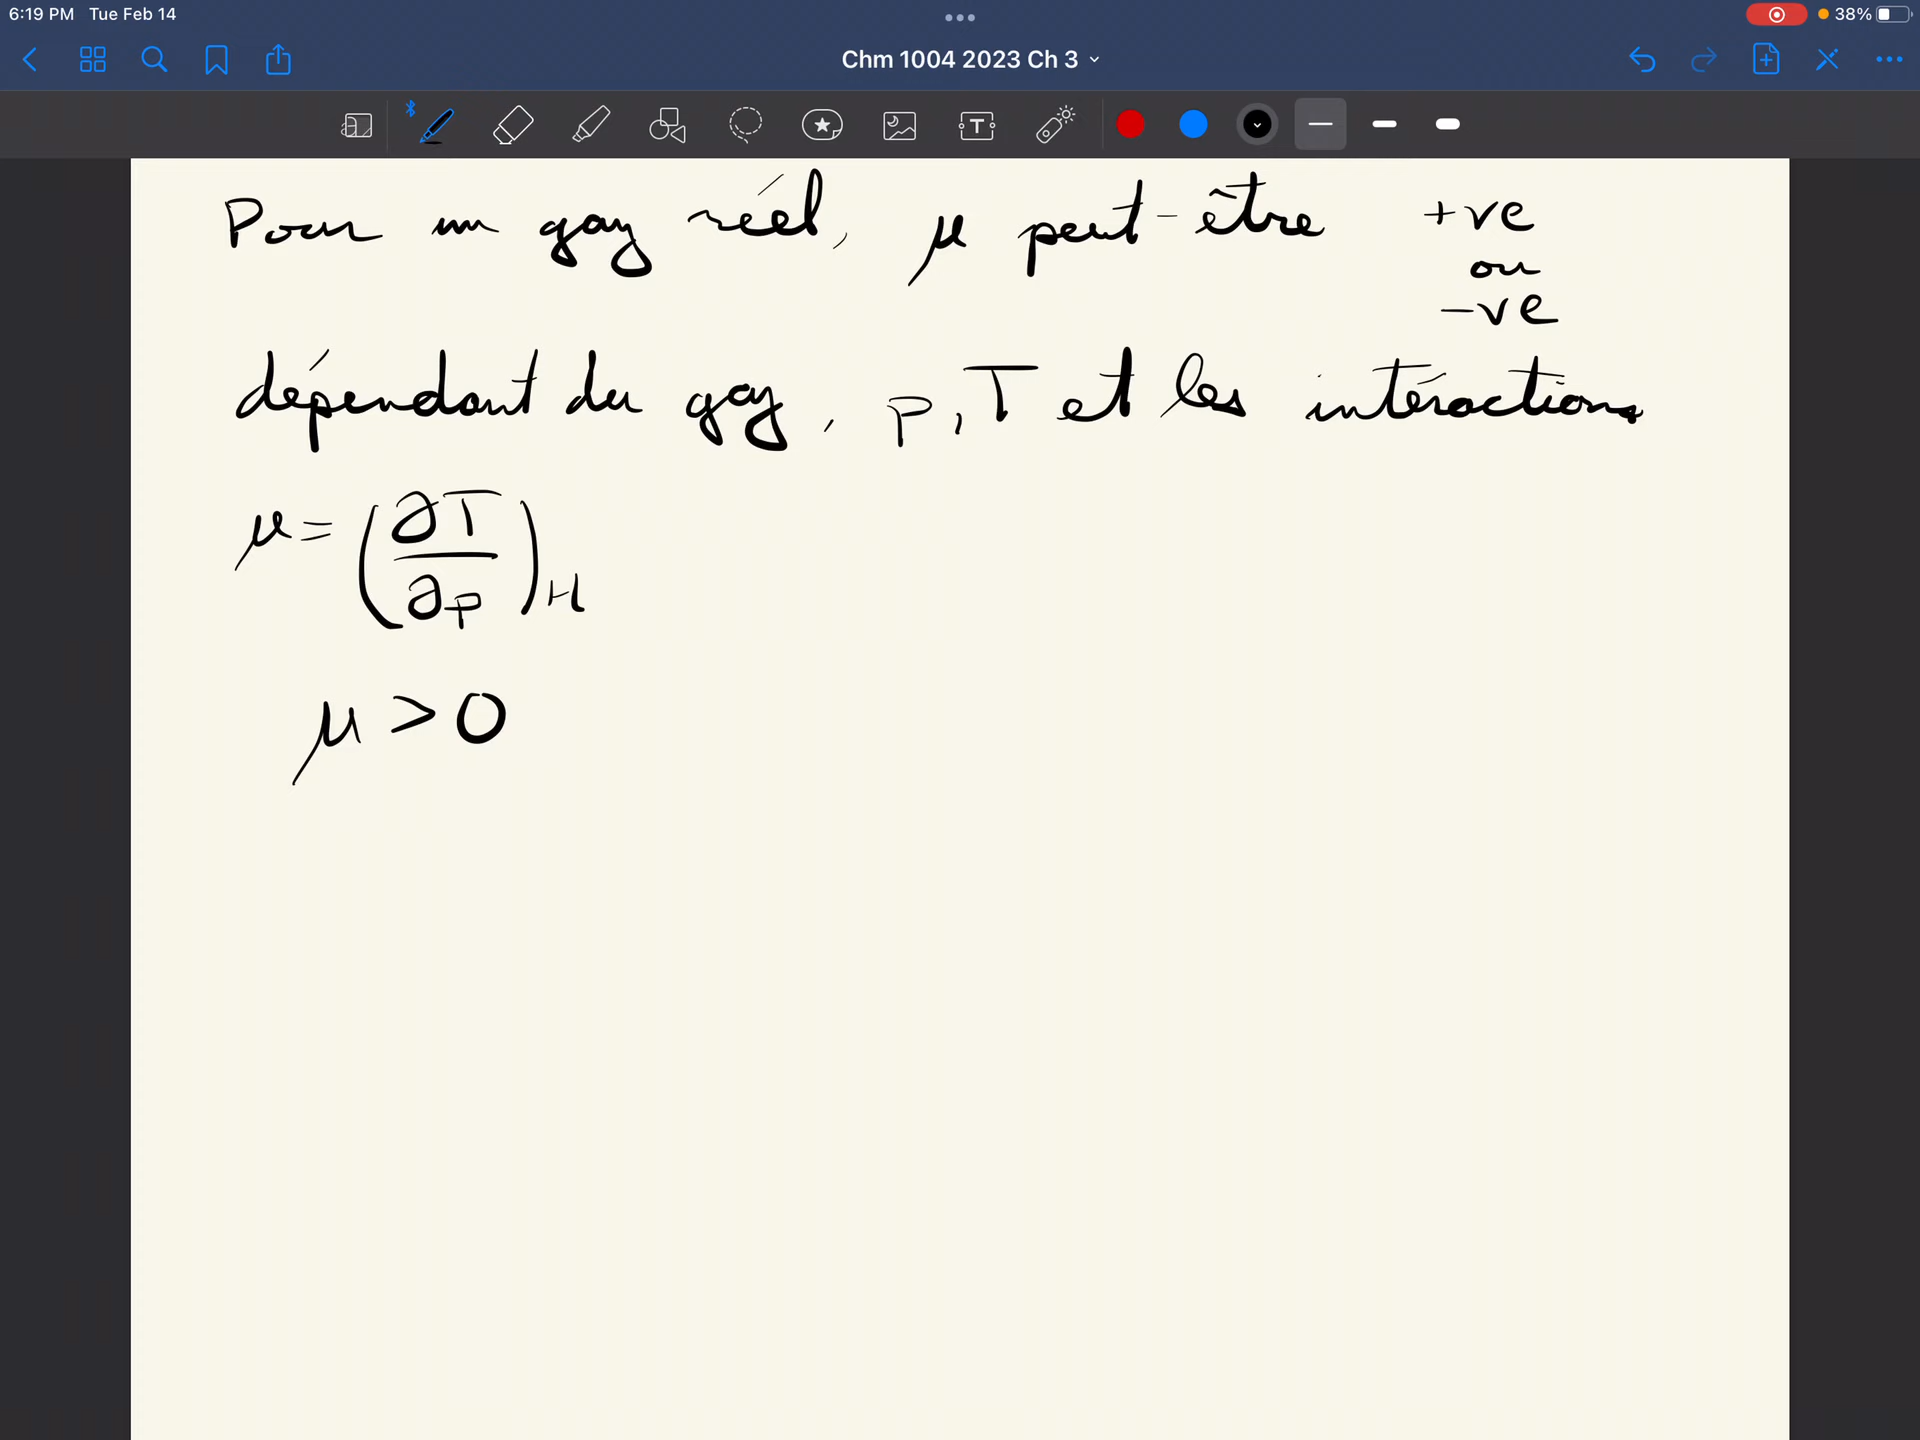 6:19 PM Tue Feb 14
38%
Chm 1004 2023 Ch 3
Pour un gaz réel, μ peut-être +ve
ou
-ve
dépendant du gaz, P, T et les intéractions
μ = (∂T/∂P)H
μ > 0